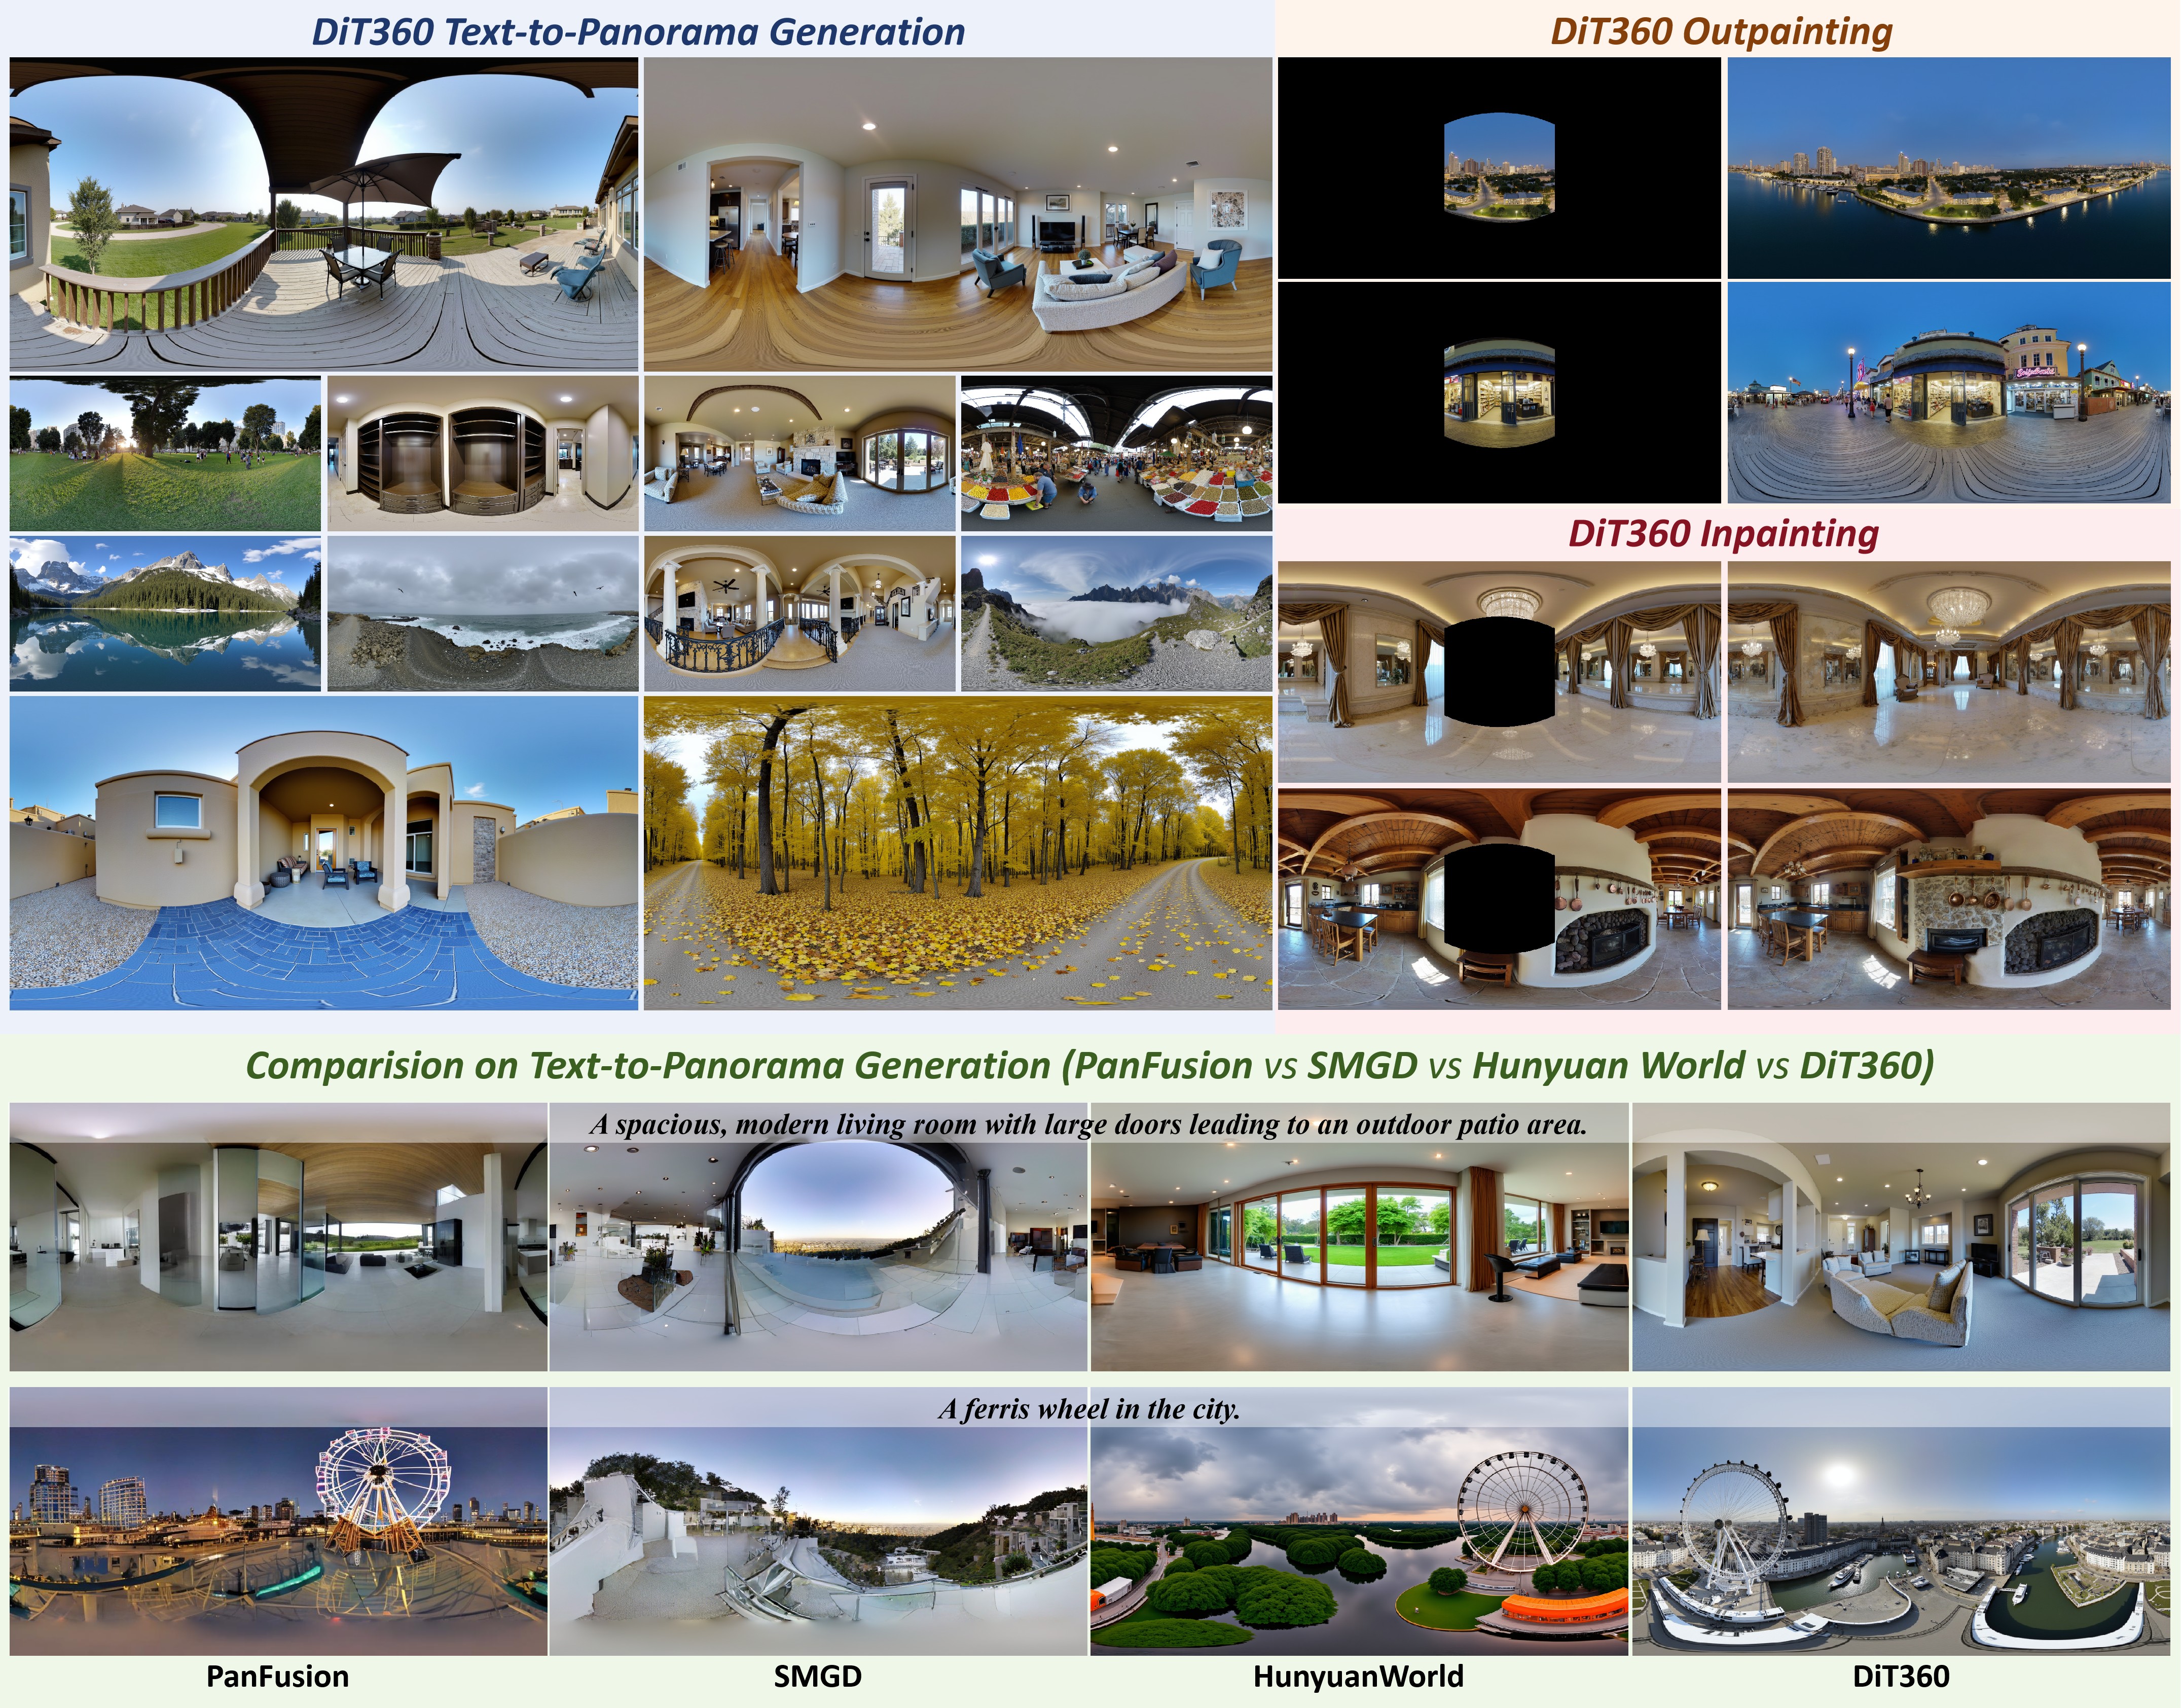 DiT360 Text-to-Panorama Generation
DiT360 Outpainting
DiT360 Inpainting
Comparision on Text-to-Panorama Generation (PanFusion vs SMGD vs Hunyuan World vs DiT360)
A spacious, modern living room with large doors leading to an outdoor patio area.
A ferris wheel in the city.
PanFusion
SMGD
HunyuanWorld
DiT360